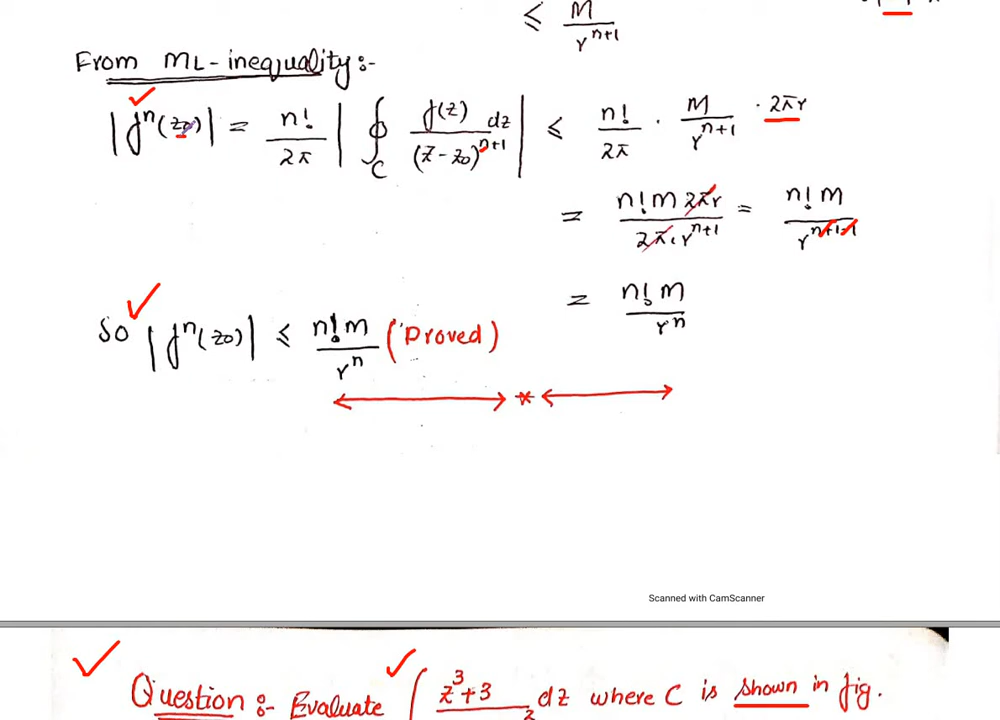 ≤ M / r^{n+1}
From ML-inequality:-
|f^n(z0)| = n!/2π |∮_C f(z)/(z-z0)^{n+1} dz| ≤ n!/2π · M/r^{n+1} · 2πr
= n!M 2πr / 2π·r^{n+1} = n!M / r^{n+1-1}
= n!M / r^n
So |f^n(z0)| ≤ n!M / r^n (Proved)
Scanned with CamScanner
Question:- Evaluate ∫ z^3+3 / 2 dz where C is shown in fig.